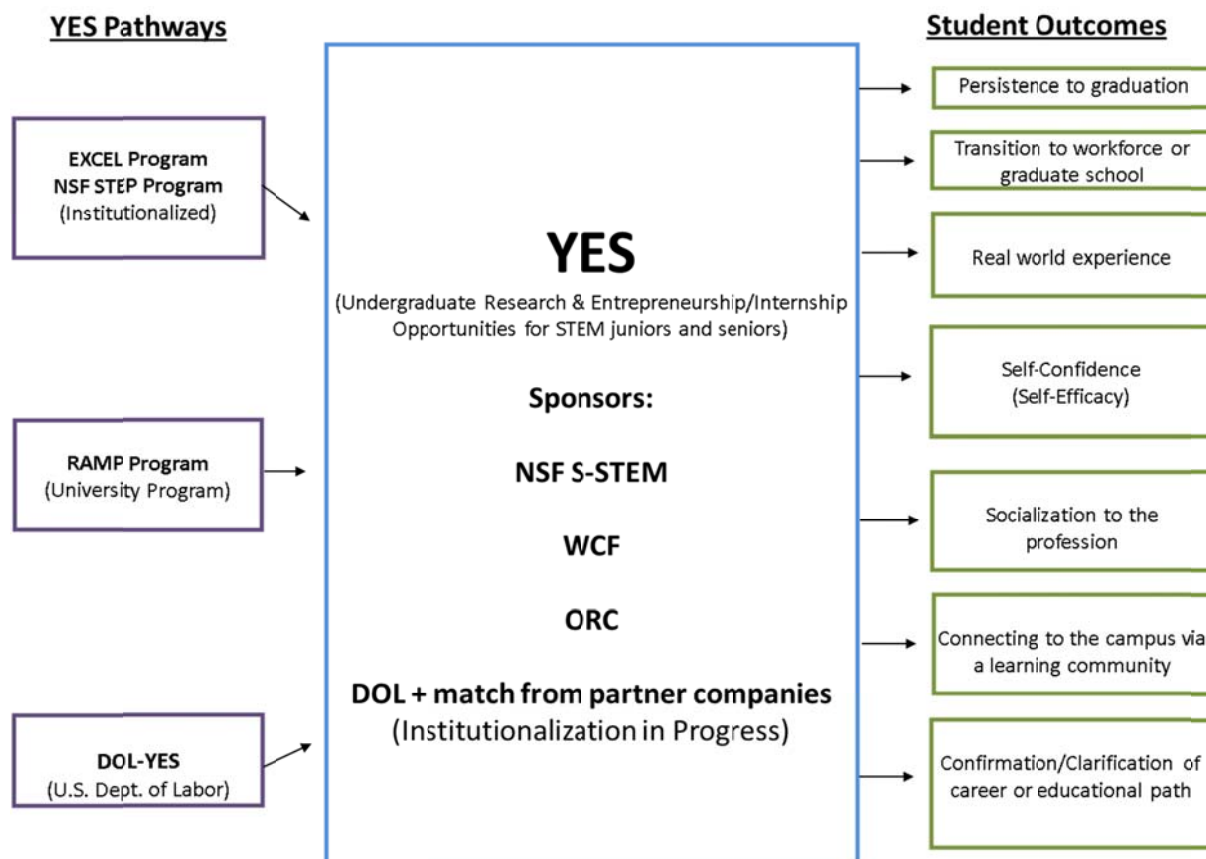 YES Pathways
EXCEL Program
NSF STEP Program
(Institutionalized)
RAMP Program
(University Program)
DOL-YES
(U.S. Dept. of Labor)
YES
(Undergraduate Research & Entrepreneurship/Internship
Opportunities for STEM juniors and seniors)
Sponsors:
NSF S-STEM
WCF
ORC
DOL + match from partner companies
(Institutionalization in Progress)
Student Outcomes
Persistence to graduation
Transition to workforce or
graduate school
Real world experience
Self-Confidence
(Self-Efficacy)
Socialization to the
profession
Connecting to the campus via
a learning community
Confirmation/Clarification of
career or educational path